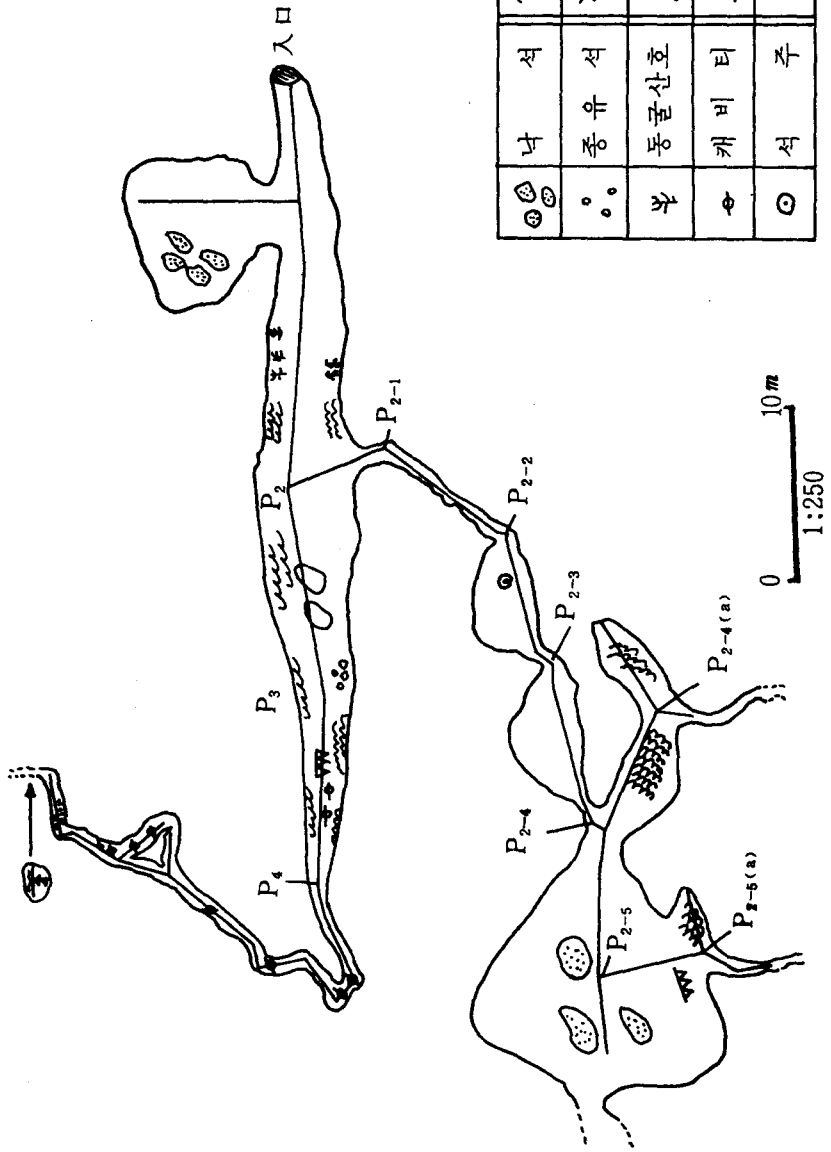 入口
P₂
P₃
P₄
P₂₋₁
P₂₋₂
P₂₋₃
P₂₋₄
P₂₋₄(a)
P₂₋₅
P₂₋₅(a)
낙 석
종 유 석
동굴산호
캐 비 티
석 주
0 10m
1:250